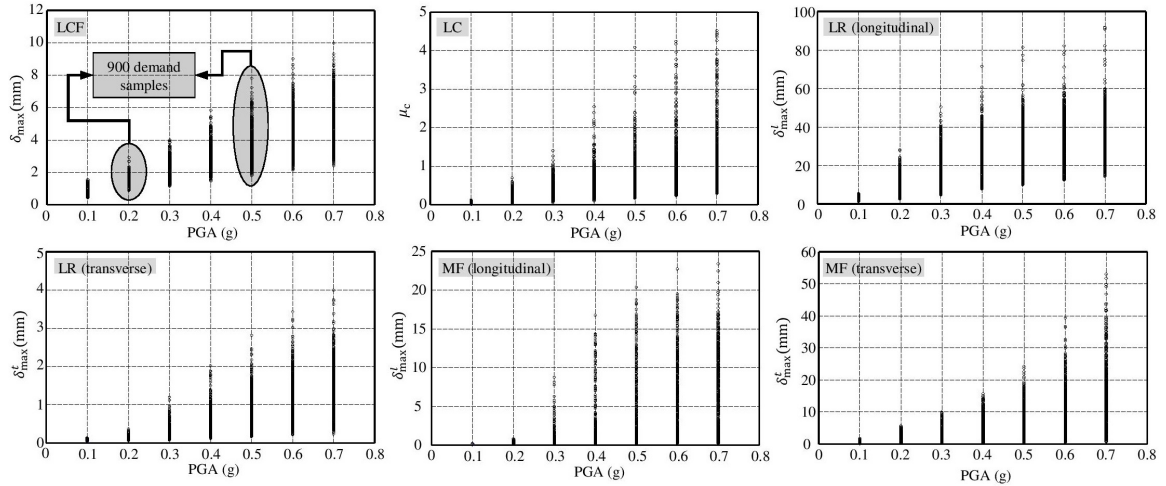 LCF
900 demand
samples
12
10
8
6
4
2
0
δmax (mm)
0 0.1 0.2 0.3 0.4 0.5 0.6 0.7 0.8
PGA (g)
LC
5
4
3
2
1
0
μc
0 0.1 0.2 0.3 0.4 0.5 0.6 0.7 0.8
PGA (g)
LR (longitudinal)
100
80
60
40
20
0
δˡmax (mm)
0 0.1 0.2 0.3 0.4 0.5 0.6 0.7 0.8
PGA (g)
LR (transverse)
5
4
3
2
1
0
δᵗmax (mm)
0 0.1 0.2 0.3 0.4 0.5 0.6 0.7 0.8
PGA (g)
MF (longitudinal)
25
20
15
10
5
0
δˡmax (mm)
0 0.1 0.2 0.3 0.4 0.5 0.6 0.7 0.8
PGA (g)
MF (transverse)
60
50
40
30
20
10
0
δᵗmax (mm)
0 0.1 0.2 0.3 0.4 0.5 0.6 0.7 0.8
PGA (g)